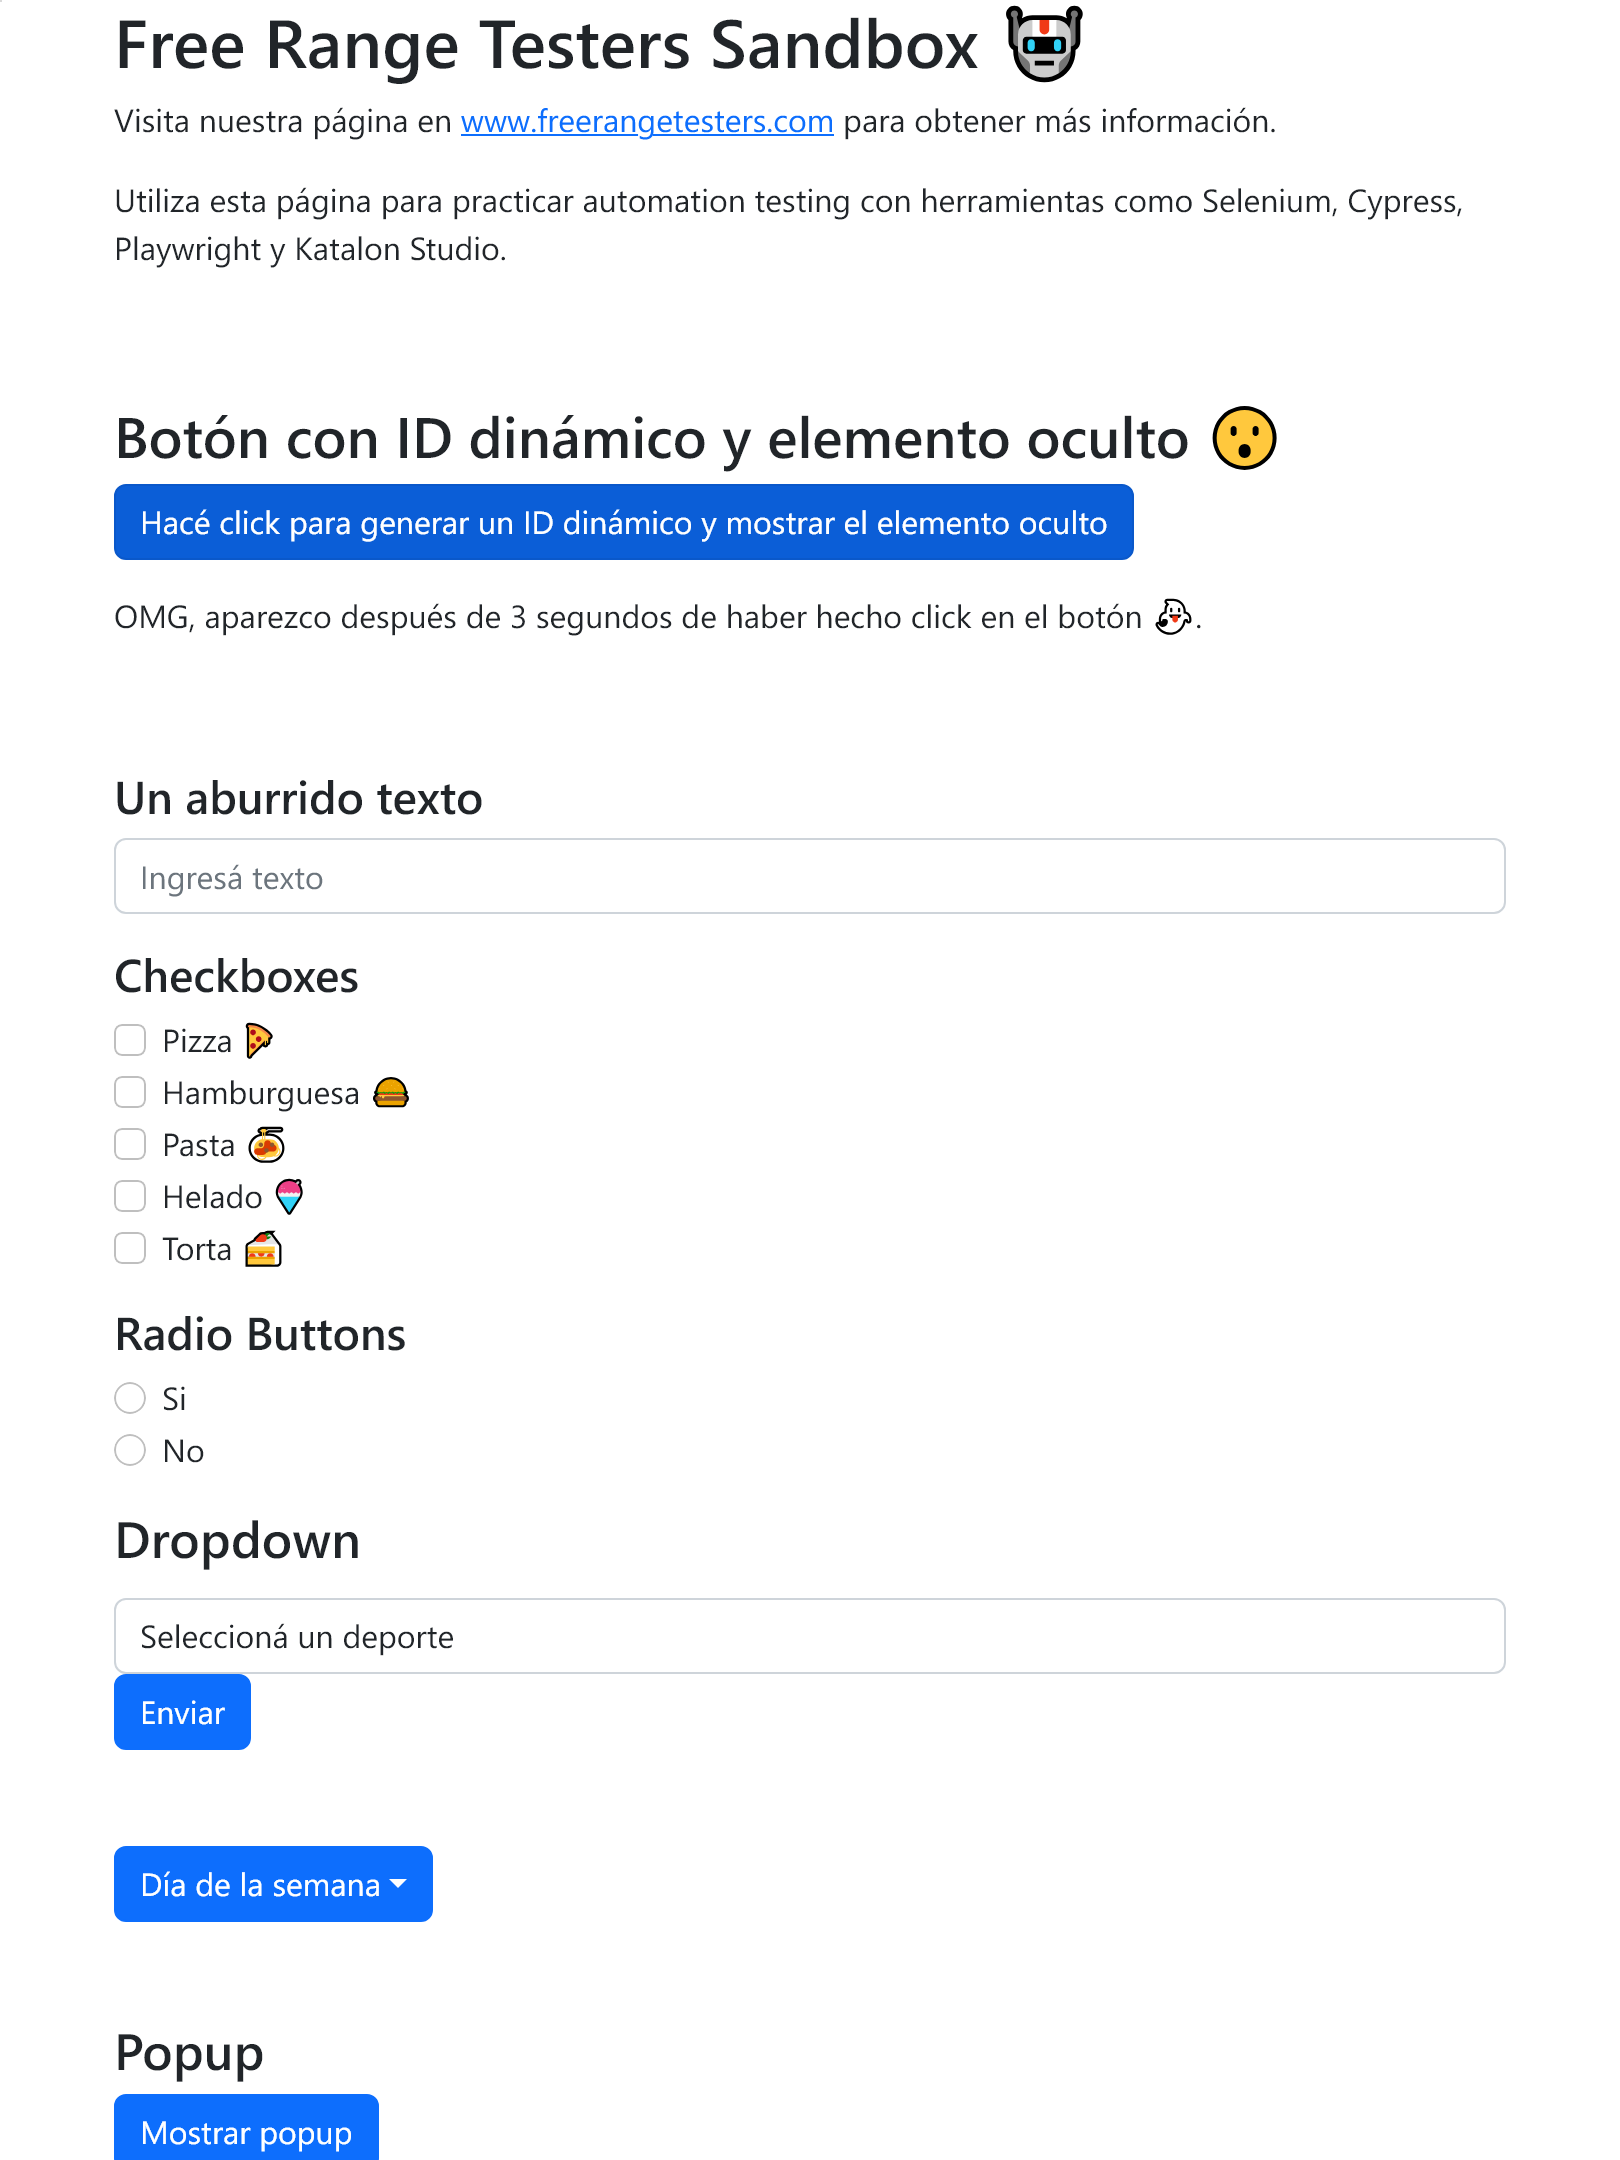 Free Range Testers Sandbox 🤖
Visita nuestra página en www.freerangetesters.com para obtener más información.
Utiliza esta página para practicar automation testing con herramientas como Selenium, Cypress,
Playwright y Katalon Studio.
Botón con ID dinámico y elemento oculto 😮
Hacé click para generar un ID dinámico y mostrar el elemento oculto
OMG, aparezco después de 3 segundos de haber hecho click en el botón 👻.
Un aburrido texto
Ingresá texto
Checkboxes
Pizza 🍕
Hamburguesa 🍔
Pasta 🍝
Helado 🍧
Torta 🍰
Radio Buttons
Si
No
Dropdown
Seleccioná un deporte
Enviar
Día de la semana
Popup
Mostrar popup